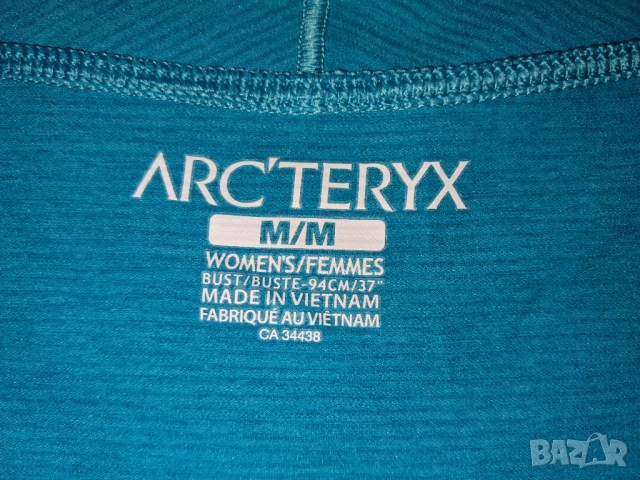 ARC'TERYX
M/M
WOMEN'S/FEMMES
BUST/BUSTE-94CM/37"
MADE IN VIETNAM
FABRIQUÉ AU VIÊTNAM
CA 34438
BAZAR